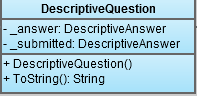 DescriptiveQuestion
- _answer: DescriptiveAnswer
- _submitted: DescriptiveAnswer
+ DescriptiveQuestion()
+ ToString(): String